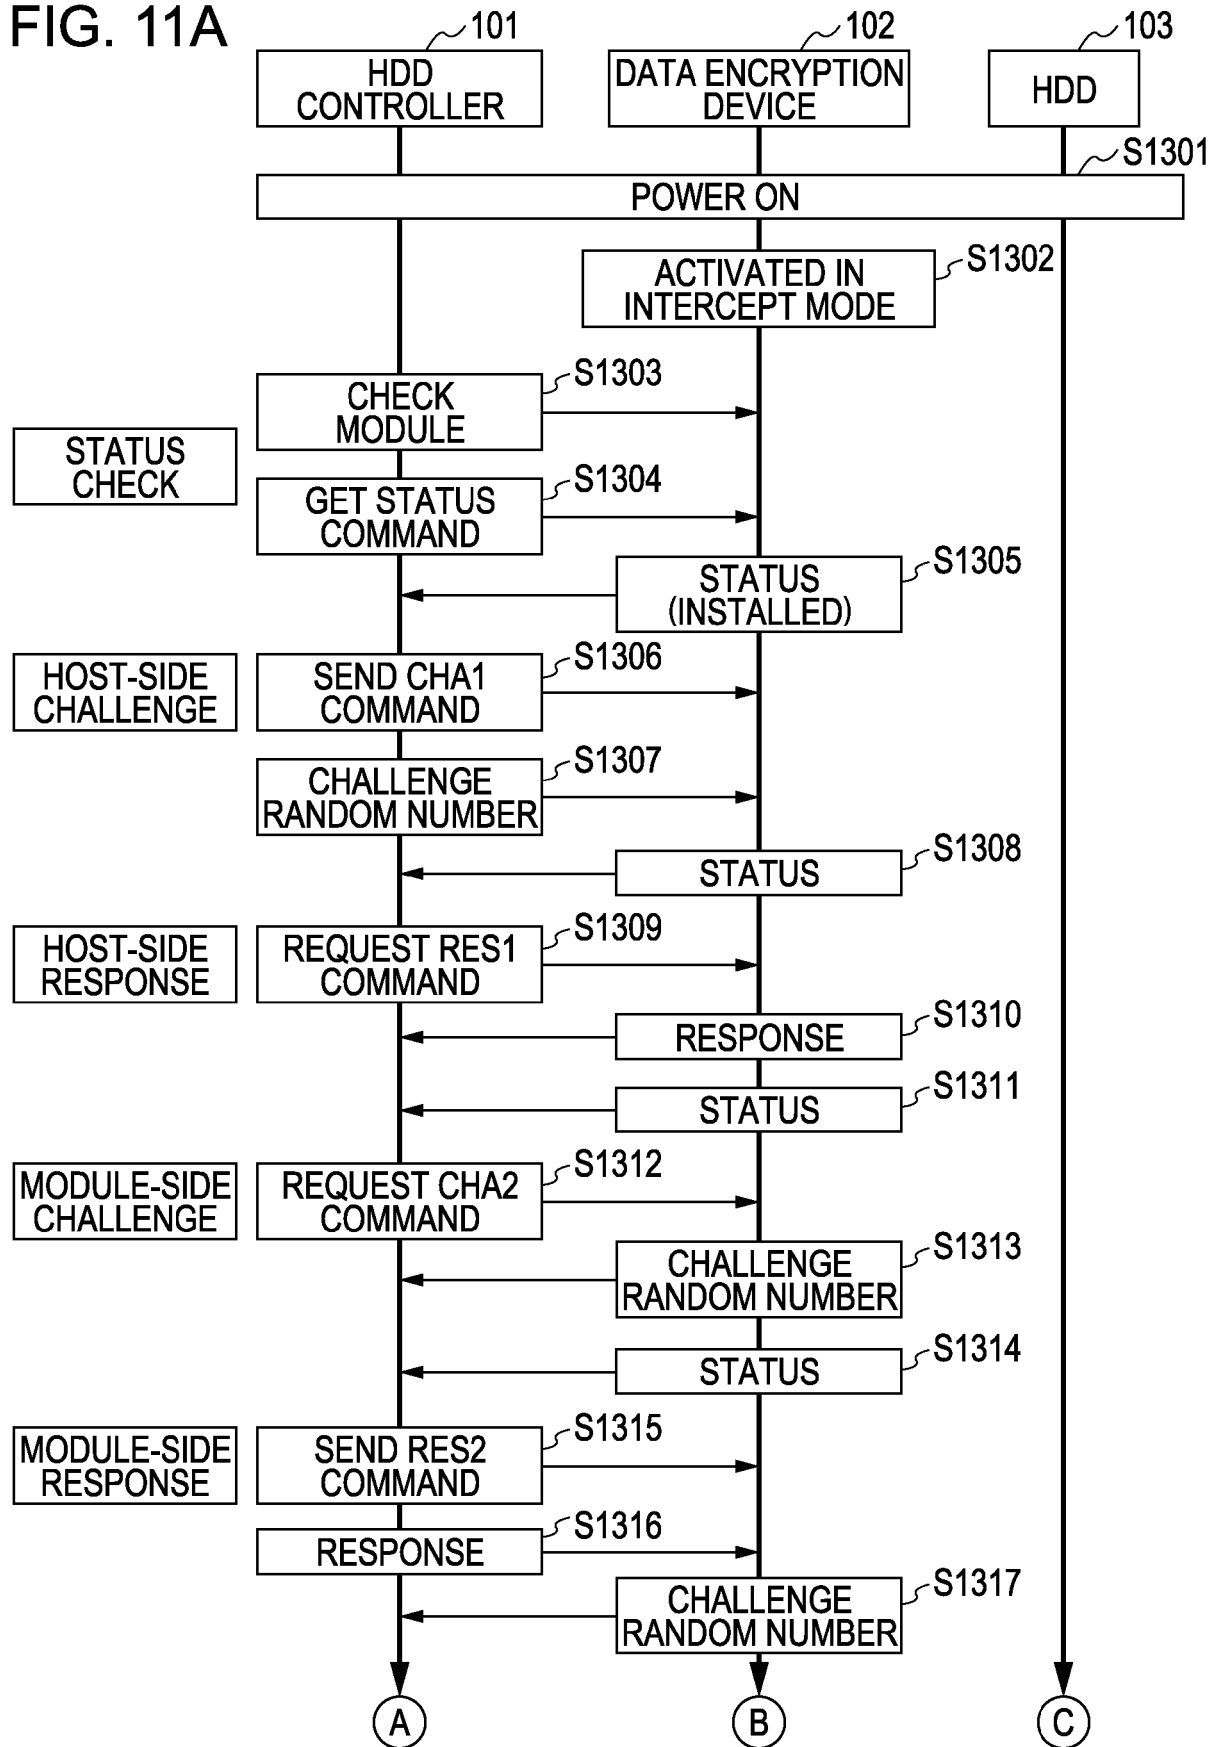 FIG. 11A
101
102
103
HDD
CONTROLLER
DATA ENCRYPTION
DEVICE
HDD
S1301
POWER ON
S1302
ACTIVATED IN
INTERCEPT MODE
S1303
CHECK
MODULE
STATUS
CHECK
S1304
GET STATUS
COMMAND
S1305
STATUS
(INSTALLED)
HOST-SIDE
CHALLENGE
S1306
SEND CHA1
COMMAND
S1307
CHALLENGE
RANDOM NUMBER
S1308
STATUS
HOST-SIDE
RESPONSE
S1309
REQUEST RES1
COMMAND
S1310
RESPONSE
S1311
STATUS
MODULE-SIDE
CHALLENGE
S1312
REQUEST CHA2
COMMAND
S1313
CHALLENGE
RANDOM NUMBER
S1314
STATUS
MODULE-SIDE
RESPONSE
S1315
SEND RES2
COMMAND
S1316
RESPONSE
S1317
CHALLENGE
RANDOM NUMBER
A
B
C